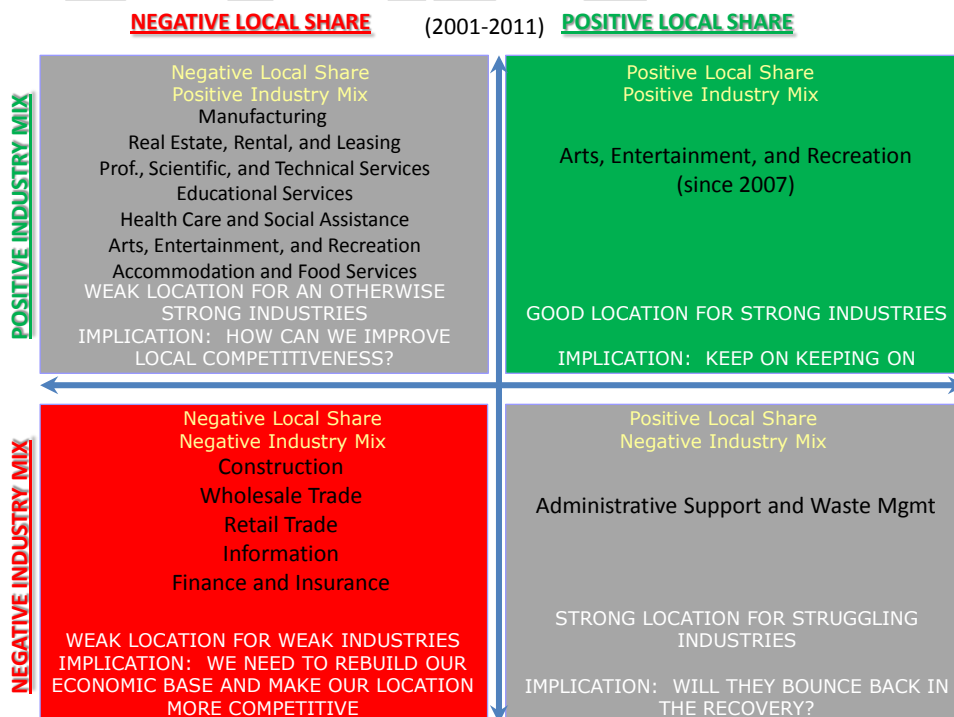 NEGATIVE LOCAL SHARE (2001-2011) POSITIVE LOCAL SHARE
POSITIVE INDUSTRY MIX
Negative Local Share
Positive Industry Mix
Manufacturing
Real Estate, Rental, and Leasing
Prof., Scientific, and Technical Services
Educational Services
Health Care and Social Assistance
Arts, Entertainment, and Recreation
Accommodation and Food Services
WEAK LOCATION FOR AN OTHERWISE
STRONG INDUSTRIES
IMPLICATION: HOW CAN WE IMPROVE
LOCAL COMPETITIVENESS?
Positive Local Share
Positive Industry Mix
Arts, Entertainment, and Recreation
(since 2007)
GOOD LOCATION FOR STRONG INDUSTRIES
IMPLICATION: KEEP ON KEEPING ON
NEGATIVE INDUSTRY MIX
Negative Local Share
Negative Industry Mix
Construction
Wholesale Trade
Retail Trade
Information
Finance and Insurance
WEAK LOCATION FOR WEAK INDUSTRIES
IMPLICATION: WE NEED TO REBUILD OUR
ECONOMIC BASE AND MAKE OUR LOCATION
MORE COMPETITIVE
Positive Local Share
Negative Industry Mix
Administrative Support and Waste Mgmt
STRONG LOCATION FOR STRUGGLING
INDUSTRIES
IMPLICATION: WILL THEY BOUNCE BACK IN
THE RECOVERY?